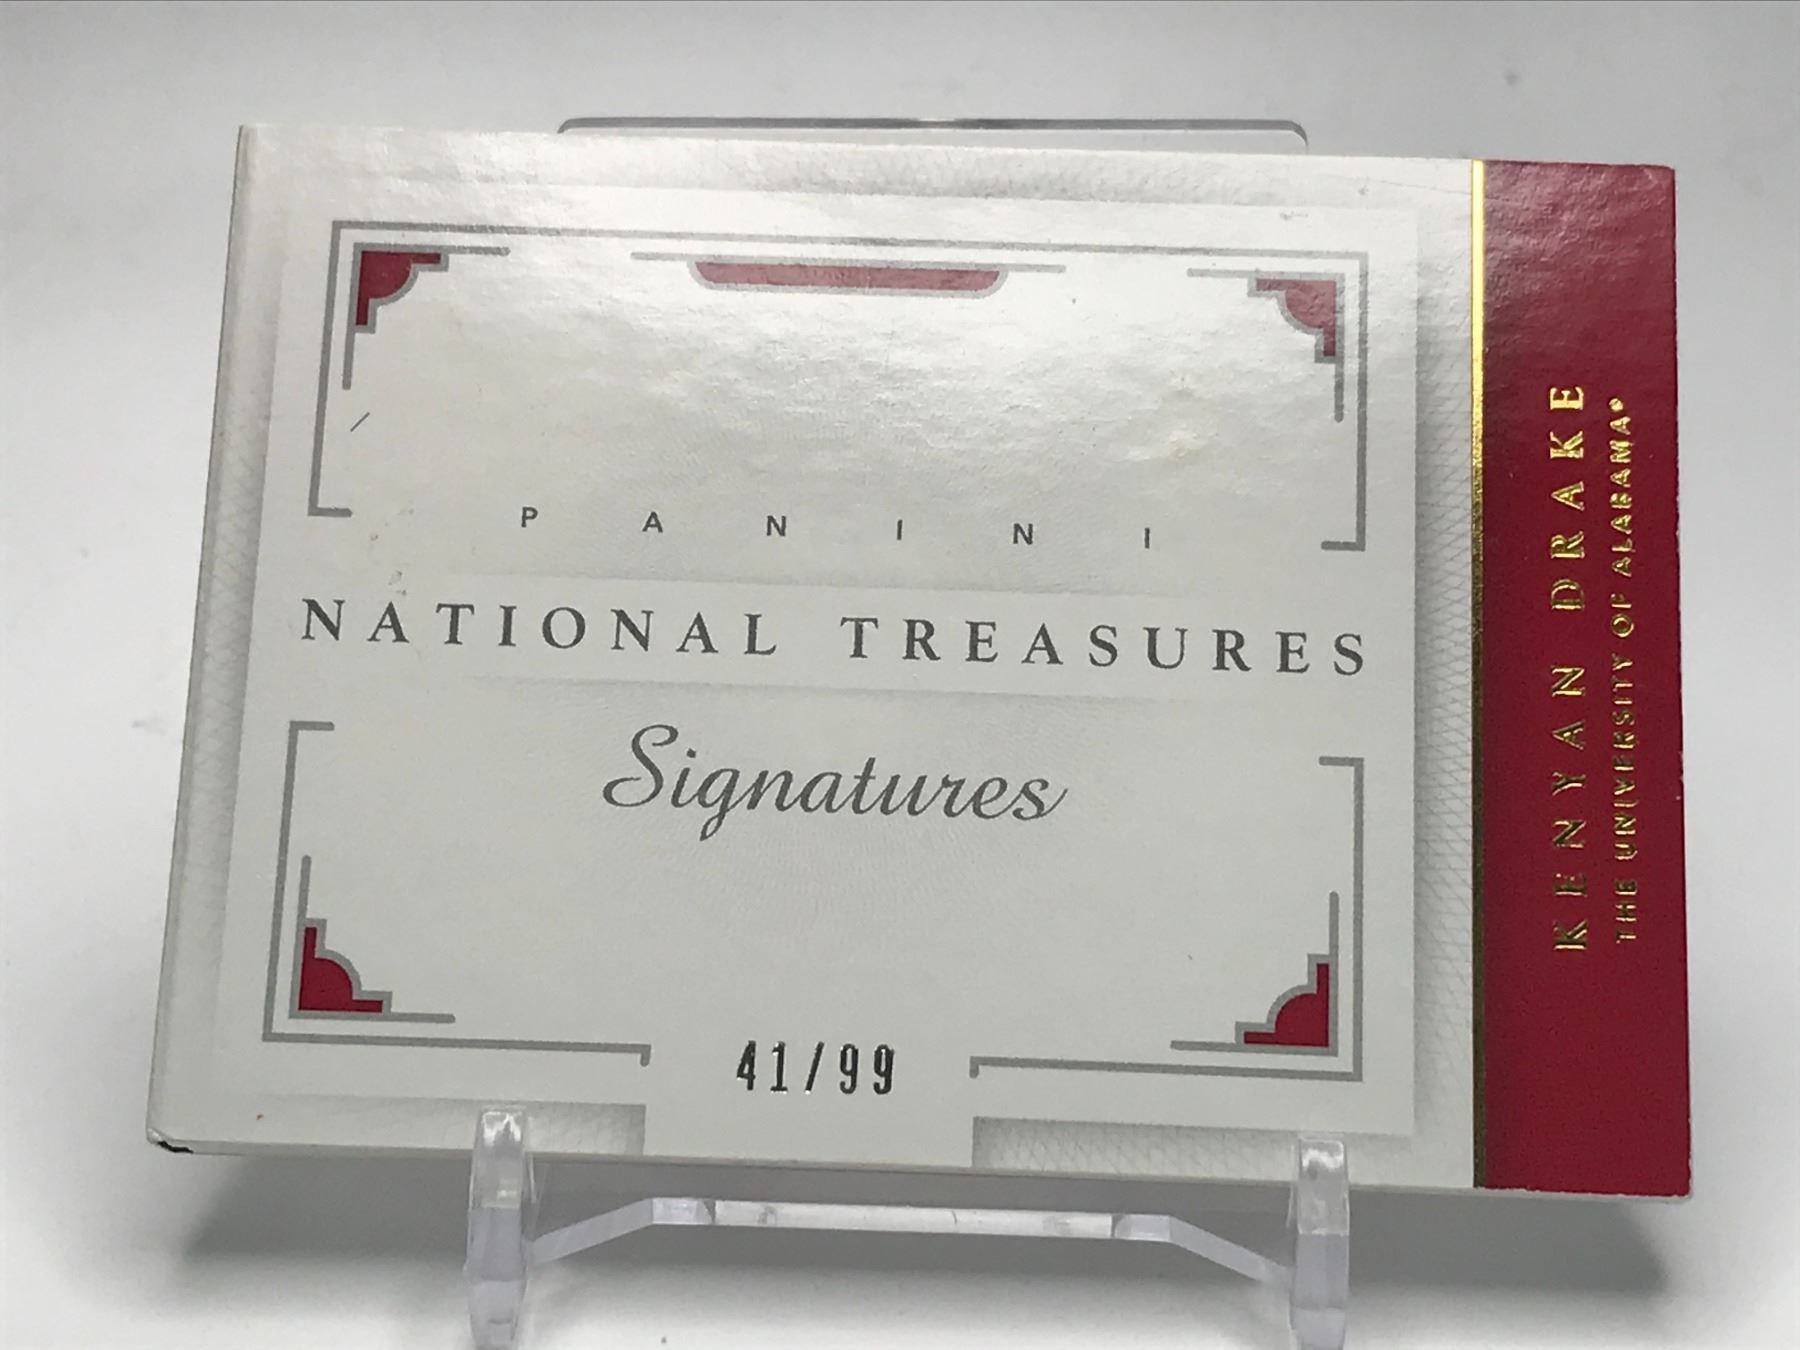 PANINI
NATIONAL TREASURES
Signatures
41/99
KENYAN DRAKE
THE UNIVERSITY OF ALABAMA®